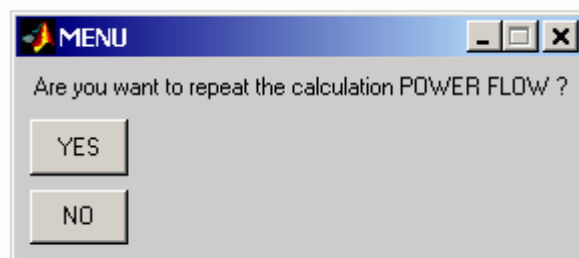 MENU
Are you want to repeat the calculation POWER FLOW ?
YES
NO